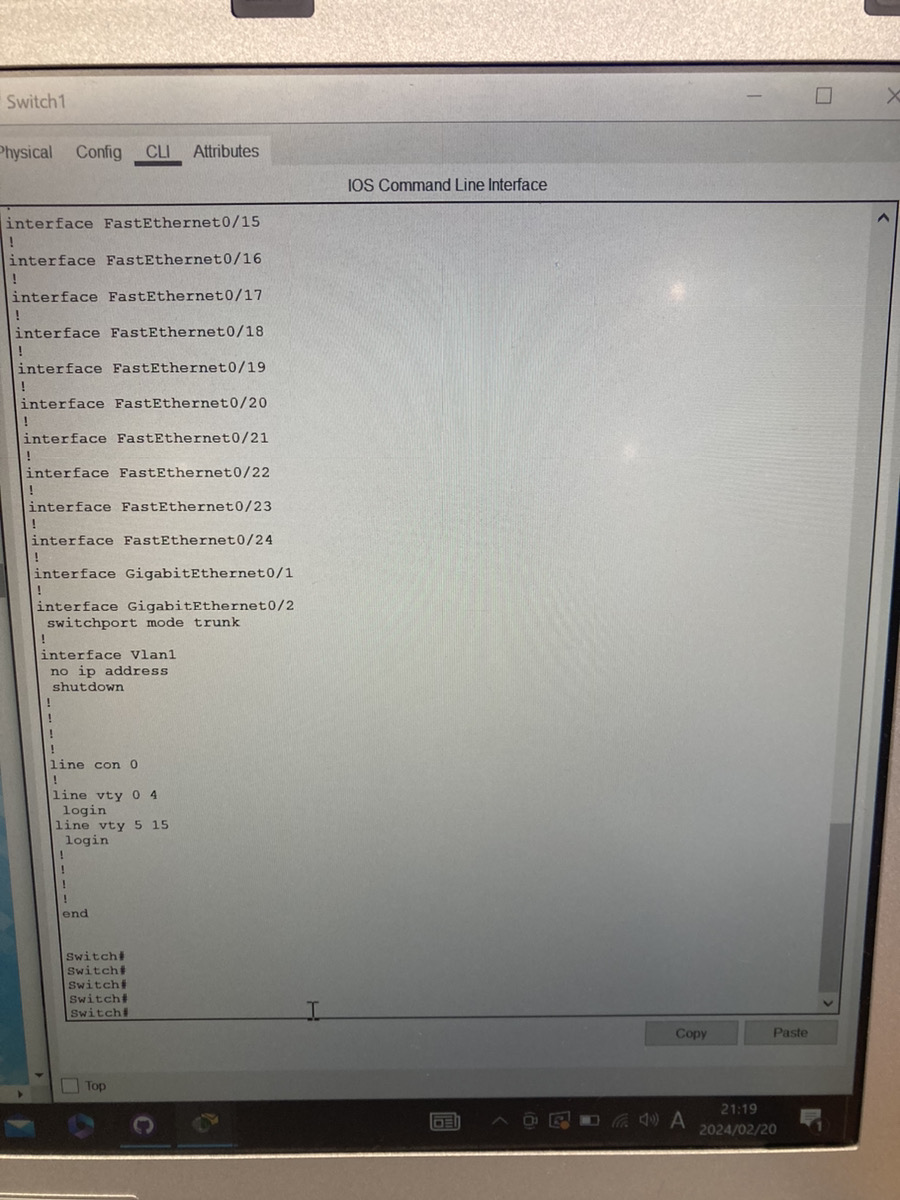 Switch1
Physical Config CLI Attributes
IOS Command Line Interface
interface FastEthernet0/15
!
interface FastEthernet0/16
!
interface FastEthernet0/17
!
interface FastEthernet0/18
!
interface FastEthernet0/19
!
interface FastEthernet0/20
!
interface FastEthernet0/21
!
interface FastEthernet0/22
!
interface FastEthernet0/23
!
interface FastEthernet0/24
!
interface GigabitEthernet0/1
!
interface GigabitEthernet0/2
switchport mode trunk
!
interface Vlan1
no ip address
shutdown
!
!
!
!
line con 0
!
line vty 0 4
login
line vty 5 15
login
!
!
!
!
end
Switch#
Switch#
Switch#
Switch#
Switch#
Copy Paste
Top
A
21:19
2024/02/20
1